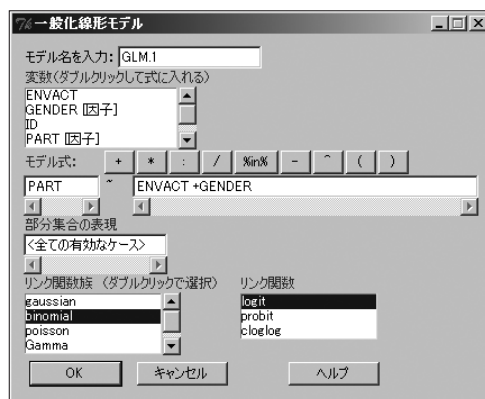 一般化線形モデル
モデル名を入力: GLM.1
変数(ダブルクリックして式に入れる)
ENVACT
GENDER [因子]
ID
PART [因子]
モデル式: + * : / %in% - ^ ( )
PART ~ ENVACT +GENDER
部分集合の表現
<全ての有効なケース>
リンク関数族 (ダブルクリックで選択) リンク関数
gaussian logit
binomial probit
poisson cloglog
Gamma
OK キャンセル ヘルプ